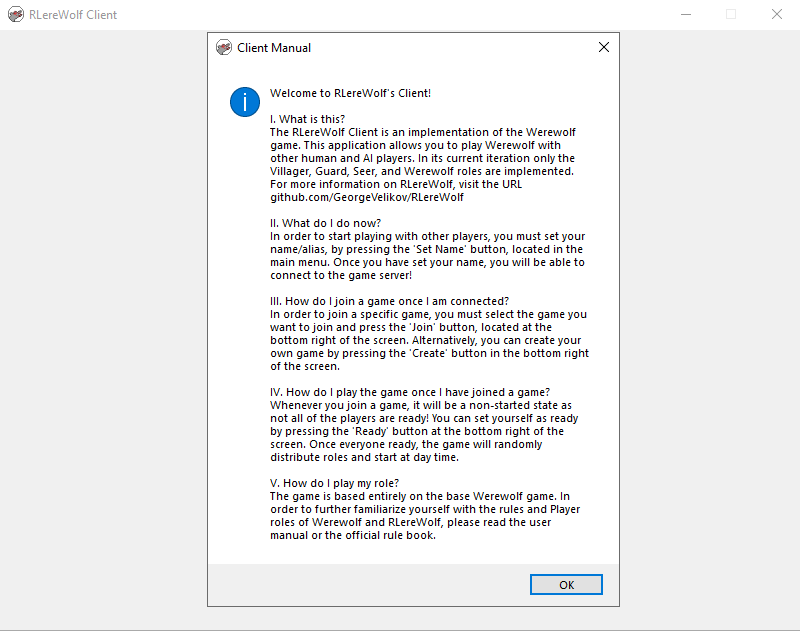 RLereWolf Client
Client Manual
Welcome to RLereWolf's Client!
I. What is this?
The RLereWolf Client is an implementation of the Werewolf
game. This application allows you to play Werewolf with
other human and AI players. In its current iteration only the
Villager, Guard, Seer, and Werewolf roles are implemented.
For more information on RLereWolf, visit the URL
github.com/GeorgeVelikov/RLereWolf
II. What do I do now?
In order to start playing with other players, you must set your
name/alias, by pressing the 'Set Name' button, located in the
main menu. Once you have set your name, you will be able to
connect to the game server!
III. How do I join a game once I am connected?
In order to join a specific game, you must select the game you
want to join and press the 'Join' button, located at the
bottom right of the screen. Alternatively, you can create your
own game by pressing the 'Create' button in the bottom right
of the screen.
IV. How do I play the game once I have joined a game?
Whenever you join a game, it will be a non-started state as
not all of the players are ready! You can set yourself as ready
by pressing the 'Ready' button at the bottom right of the
screen. Once everyone ready, the game will randomly
distribute roles and start at day time.
V. How do I play my role?
The game is based entirely on the base Werewolf game. In
order to further familiarize yourself with the rules and Player
roles of Werewolf and RLereWolf, please read the user
manual or the official rule book.
OK